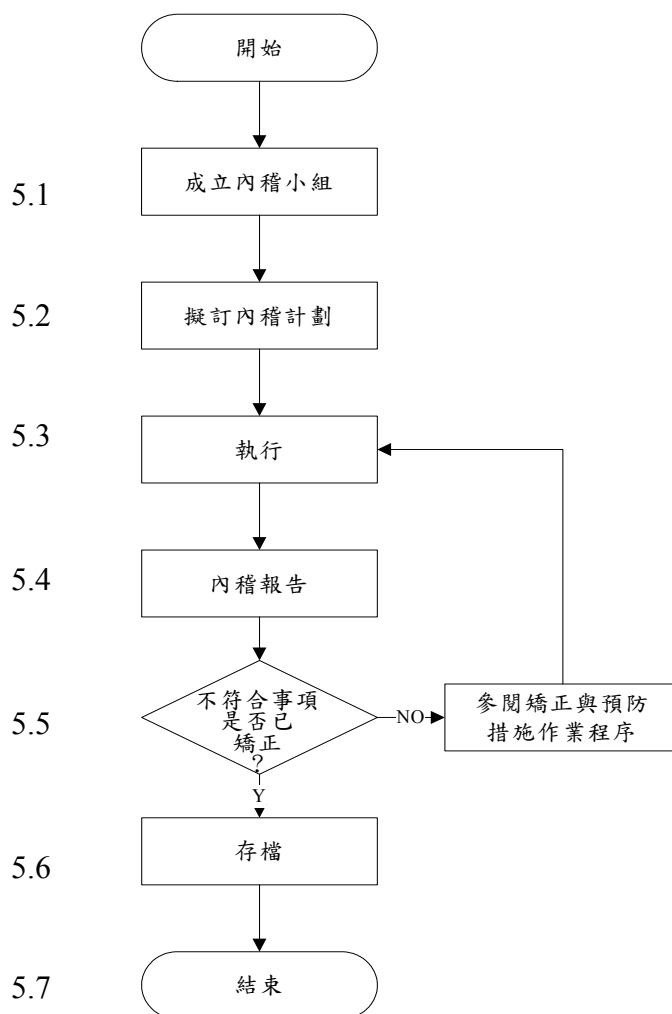 開始
5.1
成立內稽小組
5.2
擬訂內稽計劃
5.3
執行
5.4
內稽報告
5.5
不符合事項
是否已
矯正
?
NO
參閱矯正與預防
措施作業程序
Y
5.6
存檔
5.7
結束